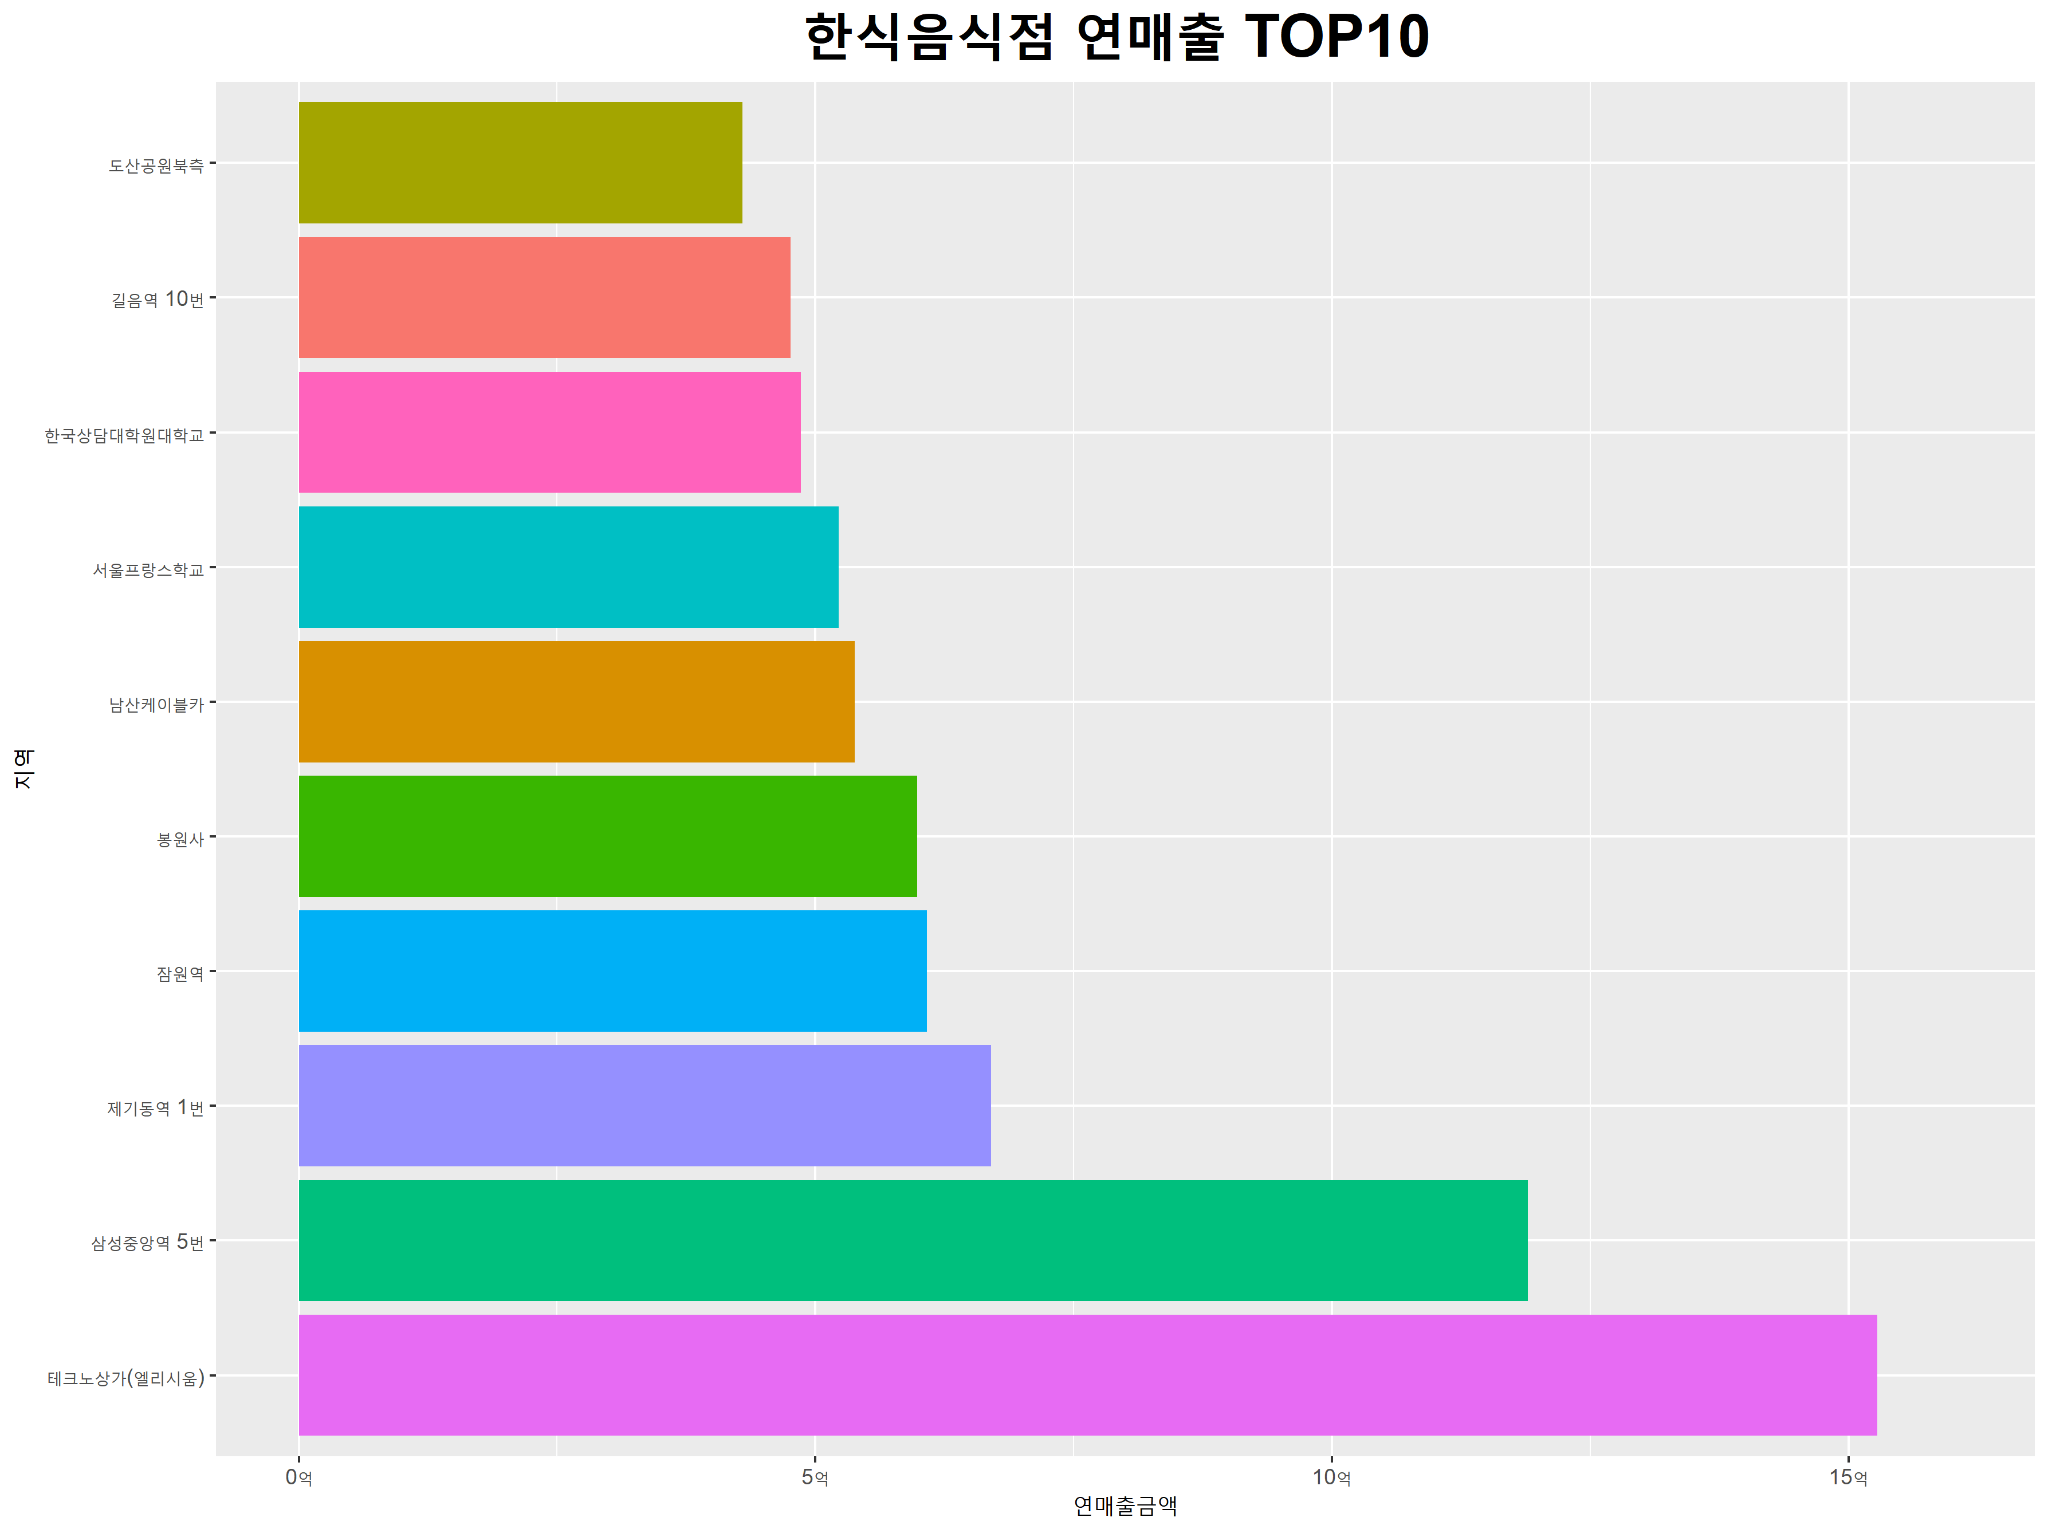 한식음식점 연매출 TOP10
도산공원북측
길음역 10번
한국상담대학원대학교
서울프랑스학교
남산케이블카
지역
봉원사
잠원역
제기동역 1번
삼성중앙역 5번
테크노상가(엘리시움)
0억 5억 10억 15억
연매출금액